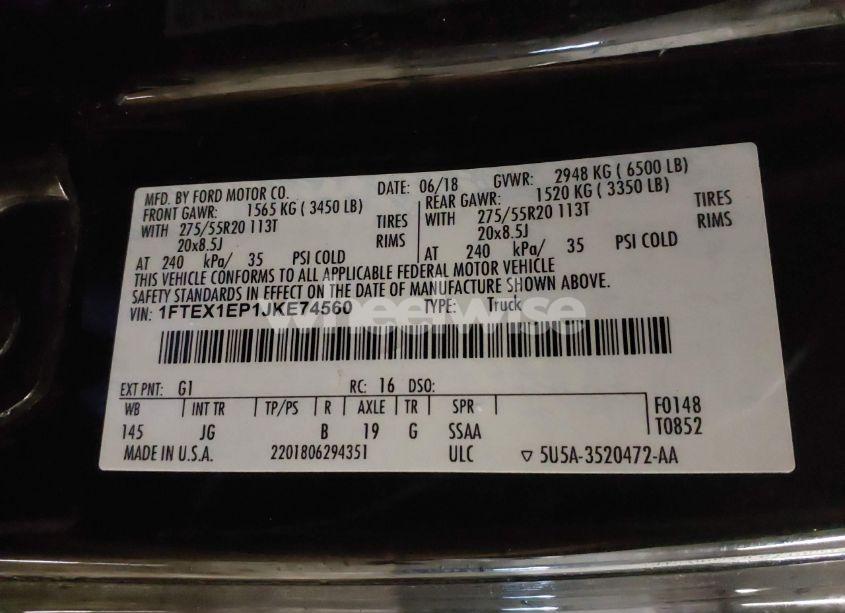 MFD. BY FORD MOTOR CO. DATE: 06/18 GVWR: 2948 KG ( 6500 LB)
FRONT GAWR: 1565 KG ( 3450 LB) REAR GAWR: 1520 KG ( 3350 LB)
WITH 275/55R20 113T TIRES WITH 275/55R20 113T TIRES
20x8.5J RIMS 20x8.5J RIMS
AT 240 kPa/ 35 PSI COLD AT 240 kPa/ 35 PSI COLD
THIS VEHICLE CONFORMS TO ALL APPLICABLE FEDERAL MOTOR VEHICLE
SAFETY STANDARDS IN EFFECT ON THE DATE OF MANUFACTURE SHOWN ABOVE.
VIN: 1FTEX1EP1JKE74560 TYPE: Truck
wheelwise
EXT PNT: G1 RC: 16 DSO:
WB INT TR TP/PS R AXLE TR SPR F0148
145 JG B 19 G SSAA T0852
MADE IN U.S.A. 2201806294351 ULC ▽ 5U5A-3520472-AA